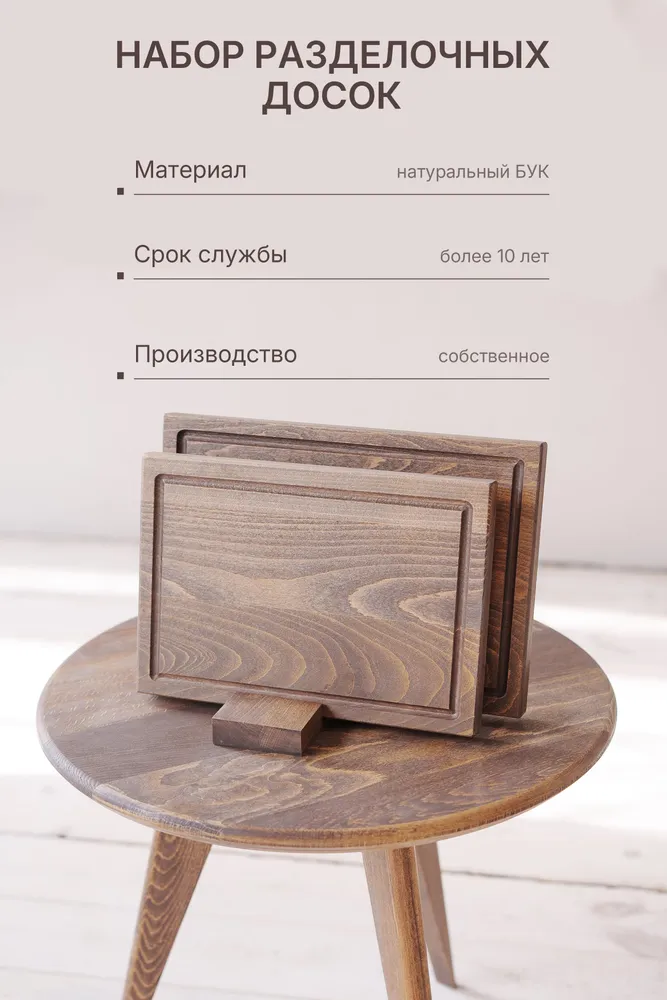 НАБОР РАЗДЕЛОЧНЫХ
ДОСОК
Материал натуральный БУК
Срок службы более 10 лет
Производство собственное